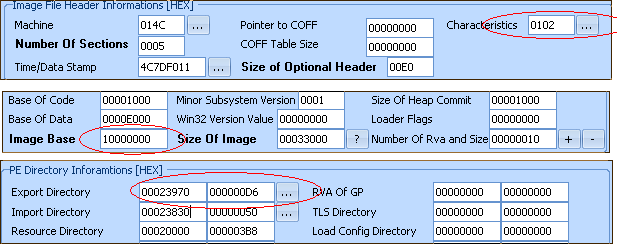 Image File Header Informations [HEX]
Machine 014C ... Pointer to COFF 00000000 Characteristics 0102 ...
Number Of Sections 0005 COFF Table Size 00000000
Time/Data Stamp 4C7DF011 ... Size of Optional Header 00E0
Base Of Code 00001000 Minor Subsystem Version 0001 Size Of Heap Commit 00001000
Base Of Data 0000E000 Win32 Version Value 00000000 Loader Flags 00000000
Image Base 10000000 Size Of Image 00033000 ? Number Of Rva and Size 00000010 + -
PE Directory Inforamtions [HEX]
Export Directory 00023970 000000D6 ... RVA Of GP 00000000 00000000
Import Directory 00023830 00000050 ... TLS Directory 00000000 00000000
Resource Directory 00020000 000003B8 Load Config Directory 00000000 00000000